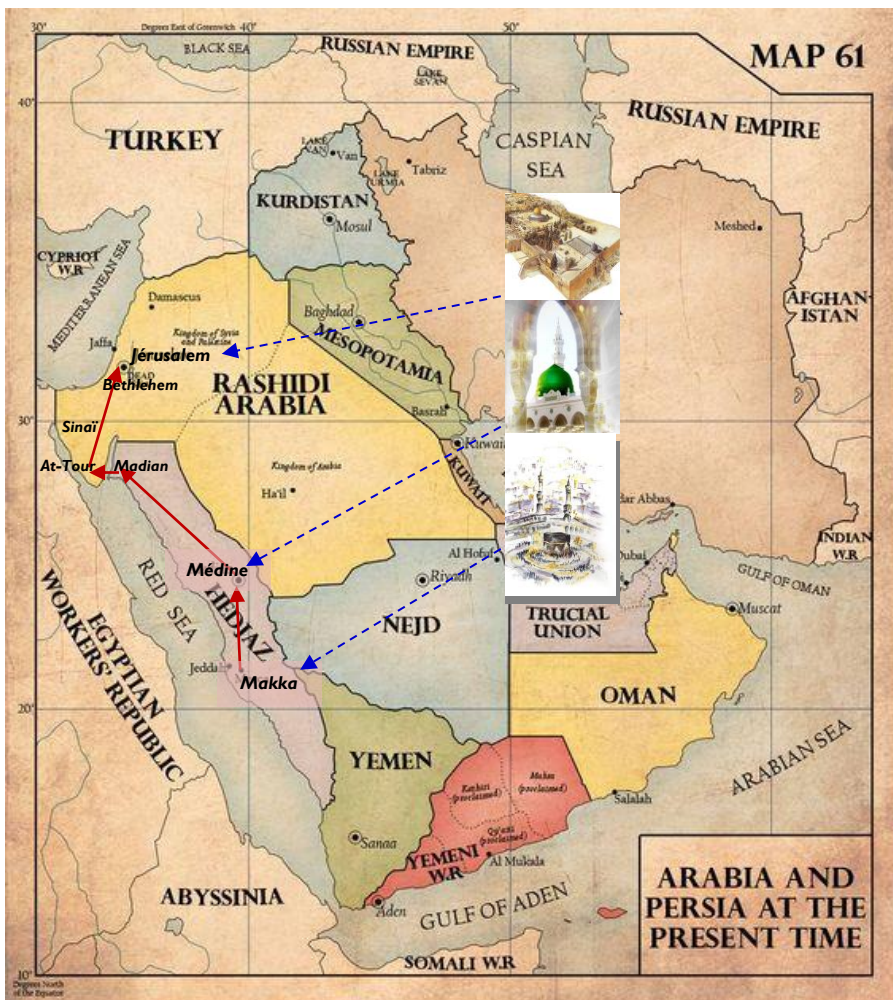 30°
Degrees East of Greenwich
40°
50°
BLACK SEA
RUSSIAN EMPIRE
MAP 61
LAKE
SEVAN
40°
TURKEY
CASPIAN
SEA
RUSSIAN EMPIRE
LAKE
VAN
Van
LAKE
URMIA
Tabriz
KURDISTAN
Mosul
Meshed
CYPRIOT
W.R
MEDITERRANEAN SEA
Damascus
AFGHAN-
ISTAN
Baghdad
MESOPOTAMIA
Kingdom of Syria
and Palestine
Jaffa
Jérusalem
DEAD
Bethlehem
RASHIDI
ARABIA
Basrah
30°
Sinaï
Kuwait
KUWAIT
At-Tour
Madian
Kingdom of Arabia
Ha'il
dar Abbas
INDIAN
W.R
Al Hofuf
Dubai
GULF OF OMAN
RED SEA
Médine
Riyadh
HEDJAZ
NEJD
TRUCIAL
UNION
Muscat
EGYPTIAN
WORKERS' REPUBLIC
Jeddah
Makka
OMAN
20°
YEMEN
ARABIAN SEA
Kathiri
(proclaimed)
Mahra
(proclaimed)
Salalah
Sanaa
Qu'aiti
(proclaimed)
YEMENI
W.R
Al Mukala
ABYSSINIA
Aden
GULF OF ADEN
ARABIA AND
PERSIA AT THE
PRESENT TIME
SOMALI W.R
10°
Degrees North
of the Equator